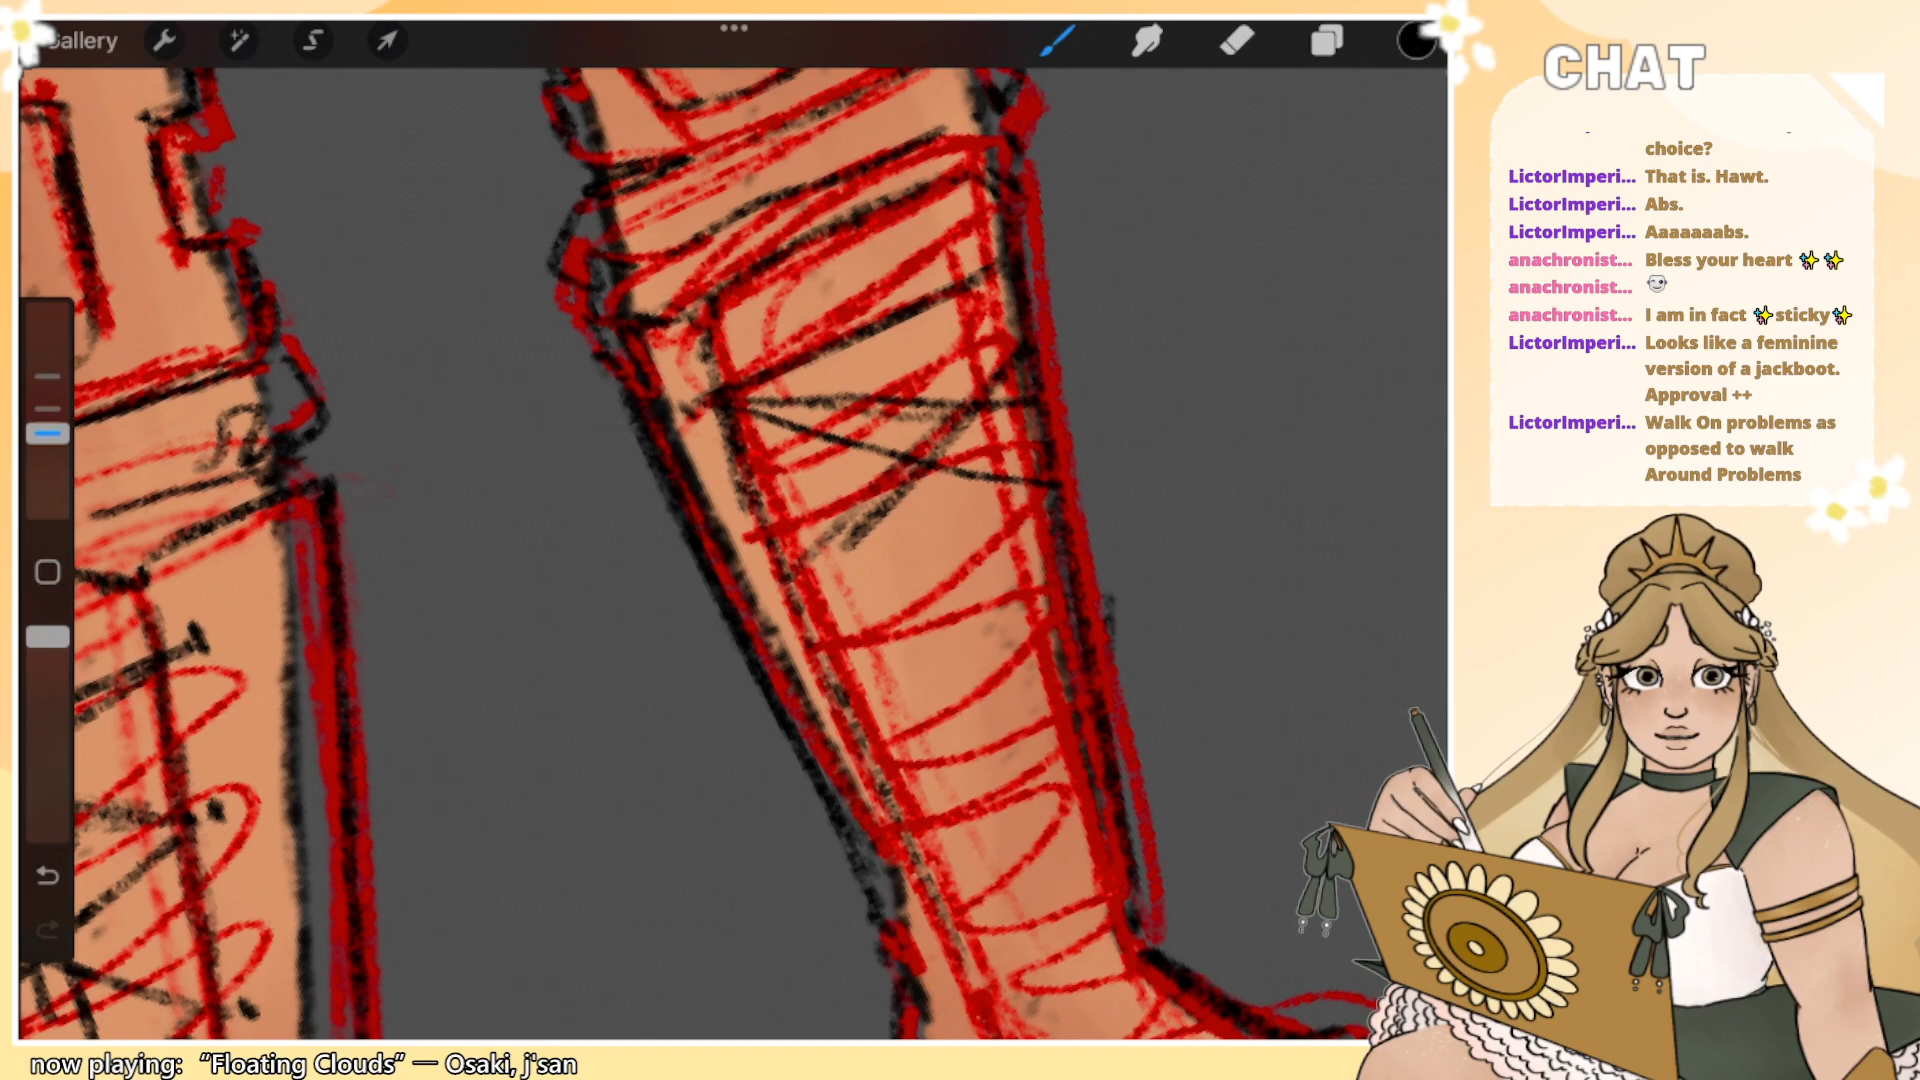 Gallery
CHAT
choice?
LictorImperi... That is. Hawt.
LictorImperi... Abs.
LictorImperi... Aaaaaaabs.
anachronist... Bless your heart ✨✨
anachronist...
anachronist... I am in fact ✨sticky✨
LictorImperi... Looks like a feminine
version of a jackboot.
Approval ++
LictorImperi... Walk On problems as
opposed to walk
Around Problems
now playing: “Floating Clouds” — Osaki, j'san